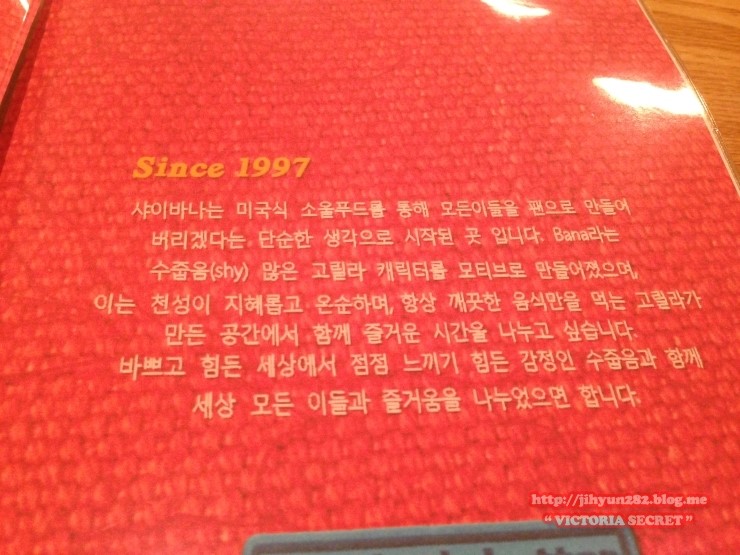 Since 1997
샤이바나는 미국식 소울푸드를 통해 모든이들을 팬으로 만들어
버리겠다는, 단순한 생각으로 시작된 곳 입니다. Bana라는
수줍음(shy) 많은 고릴라 캐릭터를 모티브로 만들어졌으며,
이는 천성이 지혜롭고 온순하며, 항상 깨끗한 음식만을 먹는 고릴라가
만든 공간에서 함께 즐거운 시간을 나누고 싶습니다.
바쁘고 힘든 세상에서 점점 느끼기 힘든 감정인 수줍음과 함께
세상 모든 이들과 즐거움을 나누었으면 합니다.
http://jihyun282.blog.me
“ VICTORIA SECRET ”